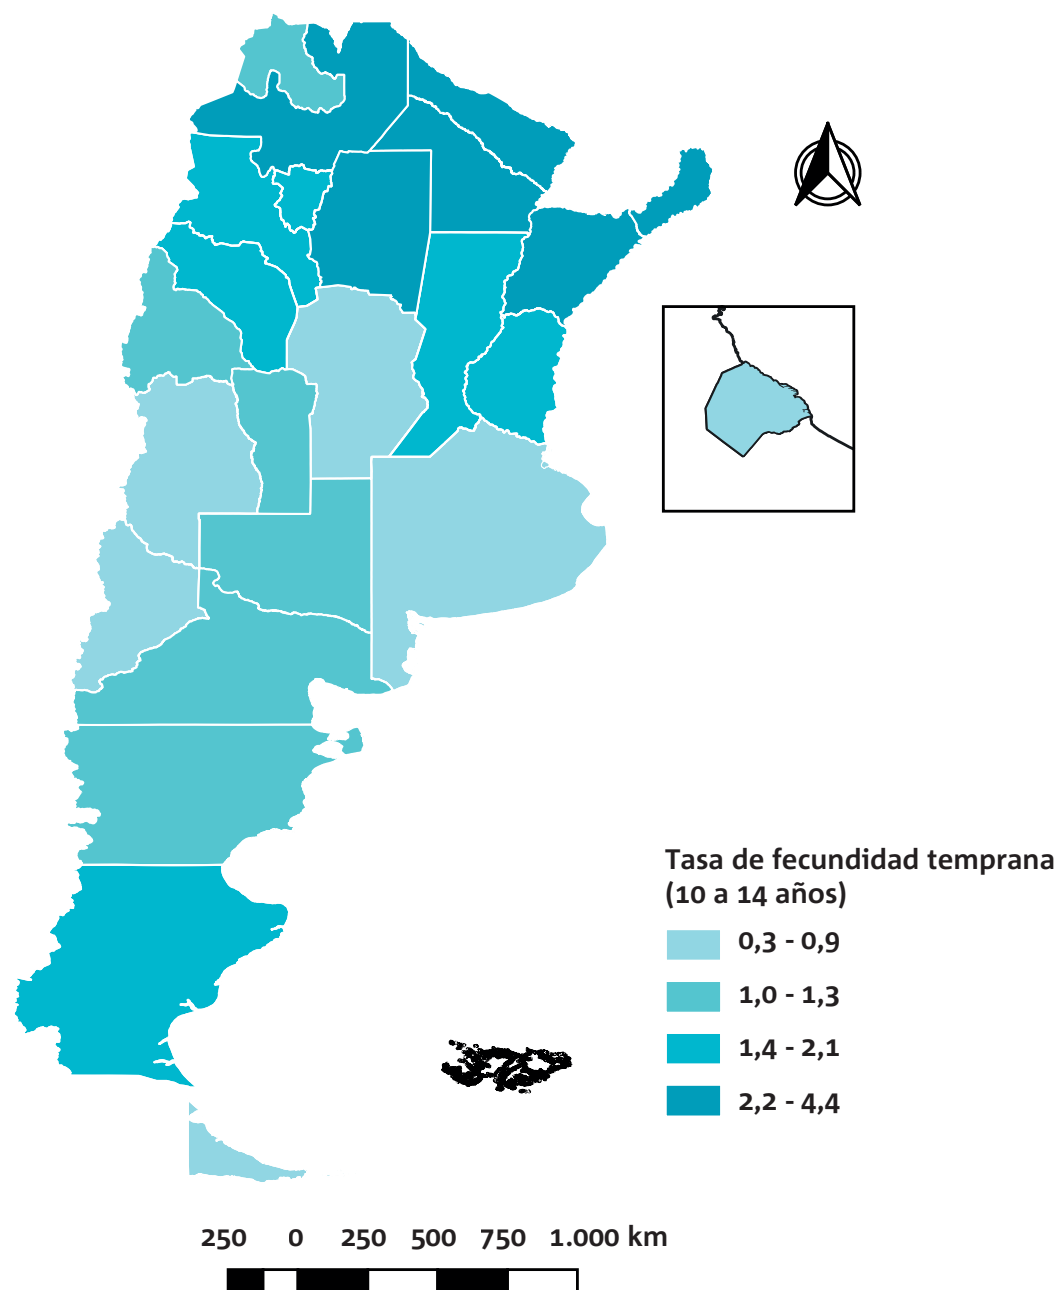 Tasa de fecundidad temprana
(10 a 14 años)
0,3 - 0,9
1,0 - 1,3
1,4 - 2,1
2,2 - 4,4
250 0 250 500 750 1.000 km